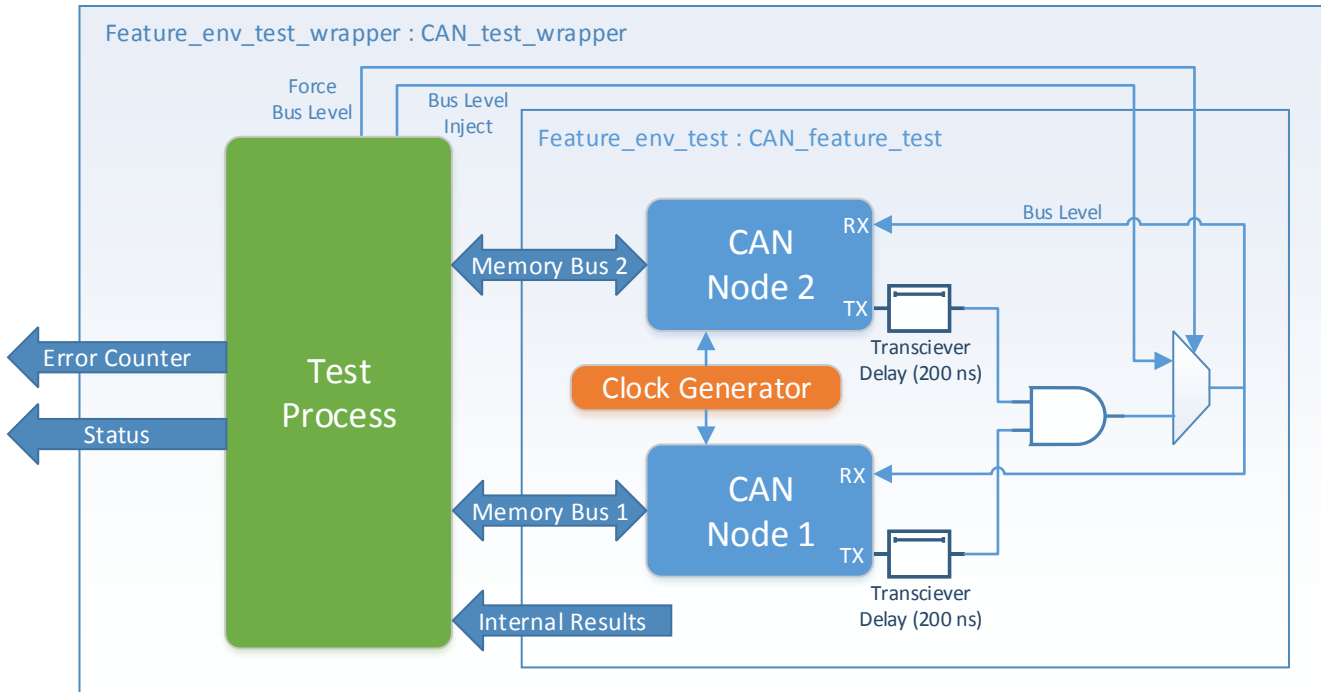 Feature_env_test_wrapper : CAN_test_wrapper
Force
Bus Level
Bus Level
Inject
Feature_env_test : CAN_feature_test
Bus Level
RX
CAN
Node 2
TX
Memory Bus 2
Transciever
Delay (200 ns)
Error Counter
Test
Process
Clock Generator
Status
RX
CAN
Node 1
TX
Memory Bus 1
Transciever
Delay (200 ns)
Internal Results